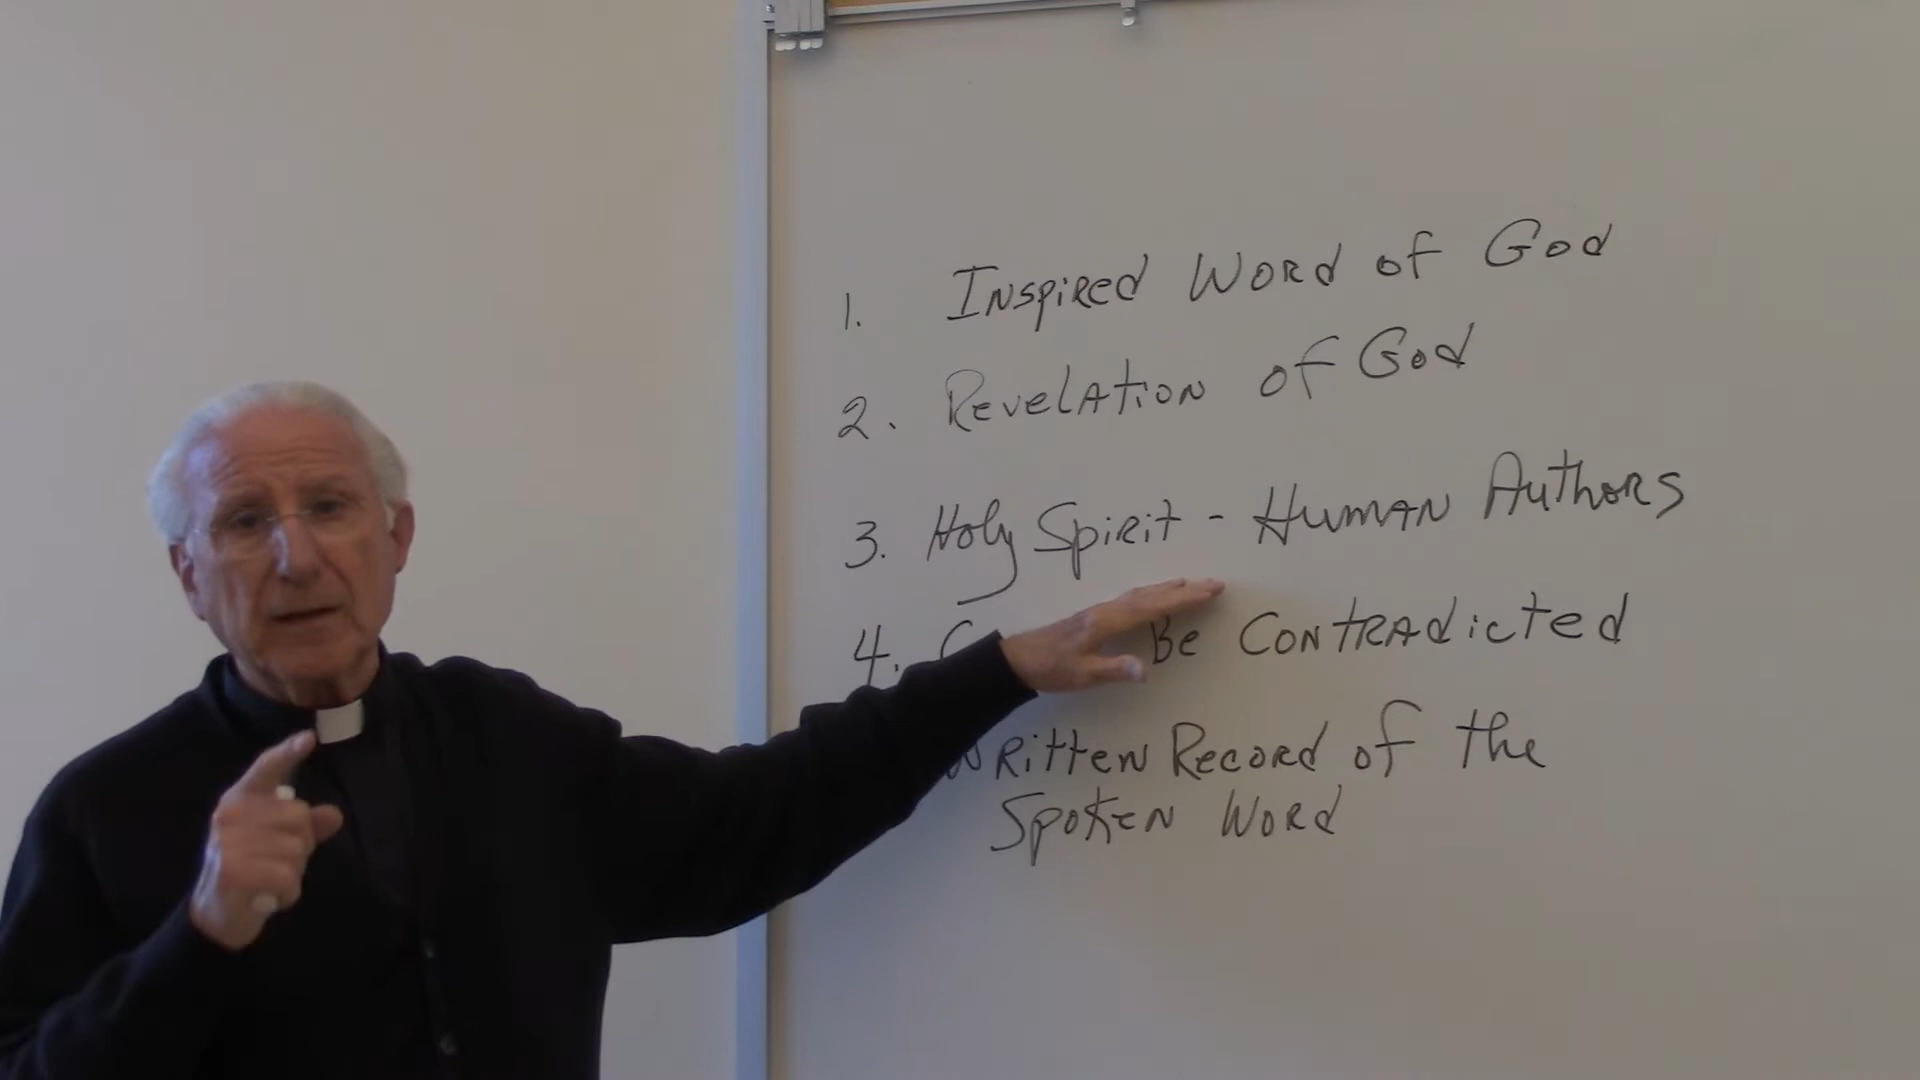 1. Inspired Word of God
2. Revelation of God
3. Holy Spirit - Human Authors
4. Be Contradicted
Written Record of the
Spoken Word